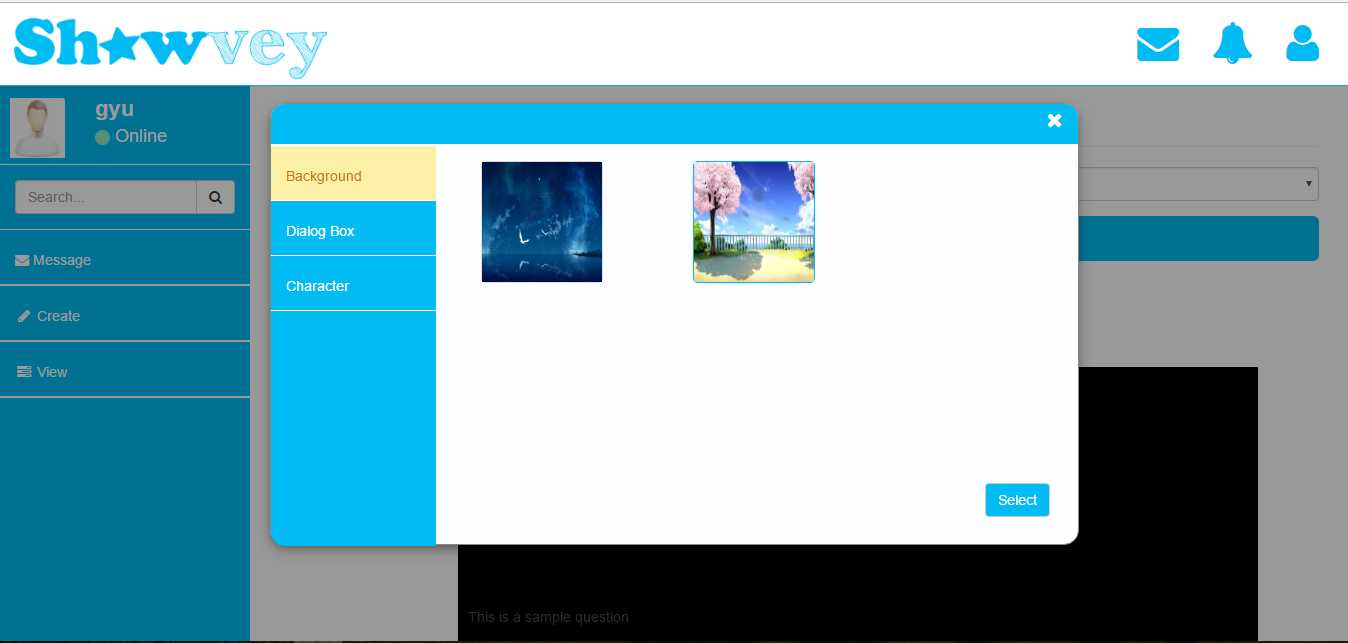 Sh★wvey
gyu
Online
Search...
Message
Create
View
Background
Dialog Box
Character
Select
This is a sample question